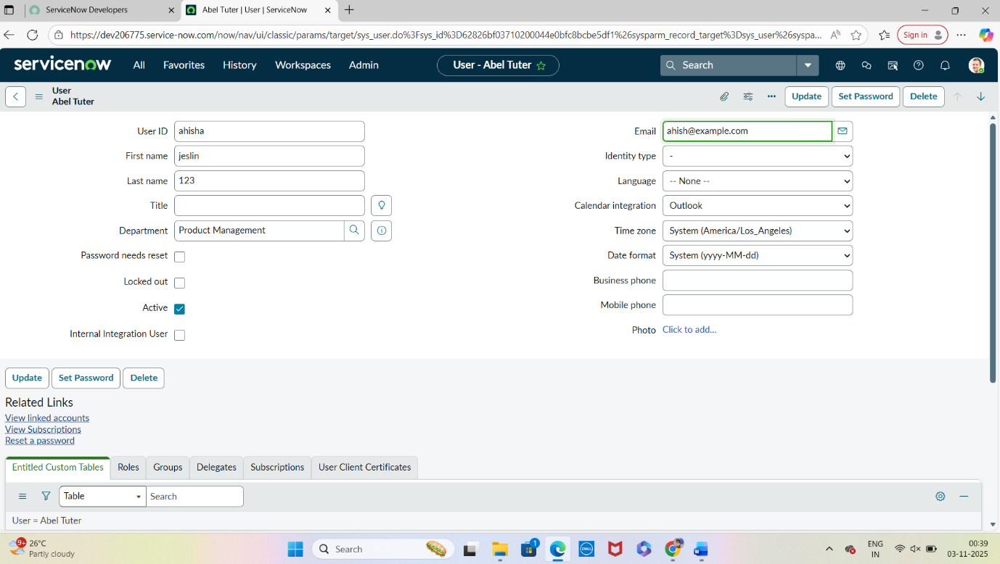 ServiceNow Developers
Abel Tuter | User | ServiceNow
https://dev206775.service-now.com/now/nav/ui/classic/params/target/sys_user.do%3Fsys_id%3D62826bf03710200044e0bfc8bcbe5df1%26sysparm_record_target%3Dsys_user%26syspa...
Sign in
servicenow
All Favorites History Workspaces Admin
User - Abel Tuter
Search
User
Abel Tuter
Update Set Password Delete
User ID ahisha
Email ahish@example.com
First name jeslin
Identity type -
Last name 123
Language -- None --
Title
Calendar integration Outlook
Department Product Management
Time zone System (America/Los_Angeles)
Password needs reset
Date format System (yyyy-MM-dd)
Locked out
Business phone
Active
Mobile phone
Internal Integration User
Photo Click to add...
Update Set Password Delete
Related Links
View linked accounts
View Subscriptions
Reset a password
Entitled Custom Tables Roles Groups Delegates Subscriptions User Client Certificates
Table Search
User = Abel Tuter
9+ 26°C
Partly cloudy
Search
1
DELL
W
ENG
IN
00:39
03-11-2025